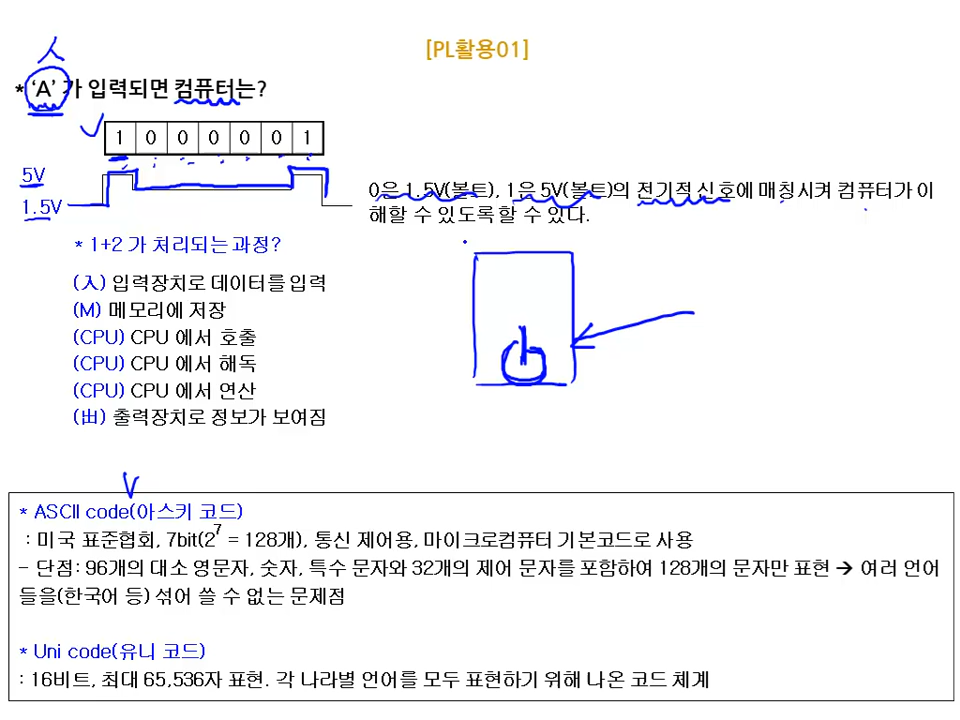 [PL활용01]
* 'A' 가 입력되면 컴퓨터는?
1 0 0 0 0 0 1
5V
1.5V
0은 1.5V(볼트), 1은 5V(볼트)의 전기적 신호에 매칭시켜 컴퓨터가 이
해할 수 있도록 할 수 있다.
* 1+2 가 처리되는 과정?
(入) 입력장치로 데이터를 입력
(M) 메모리에 저장
(CPU) CPU 에서 호출
(CPU) CPU 에서 해독
(CPU) CPU 에서 연산
(出) 출력장치로 정보가 보여짐
* ASCII code(아스키 코드)
: 미국 표준협회, 7bit(2⁷ = 128개), 통신 제어용, 마이크로컴퓨터 기본코드로 사용
- 단점: 96개의 대소 영문자, 숫자, 특수 문자와 32개의 제어 문자를 포함하여 128개의 문자만 표현 → 여러 언어
들을(한국어 등) 섞어 쓸 수 없는 문제점
* Uni code(유니 코드)
: 16비트, 최대 65,536자 표현. 각 나라별 언어를 모두 표현하기 위해 나온 코드 체계